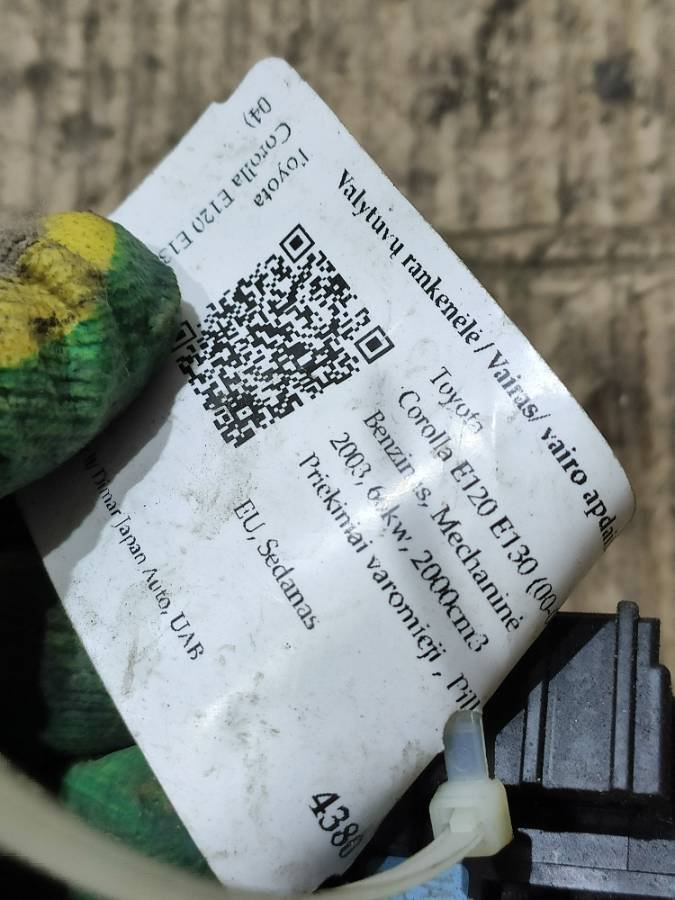 Valytuvų rankenėlė / Vairas/ vairo apdai
Toyota
Corolla E120 E130 (00-
Benzinas, Mechaninė
2003, kw, 2000cm3
Priekiniai varomieji, Pil
EU, Sedanas
Toyota
Corolla E120 E13
04)
Dimar Japan Auto, UAB
4380